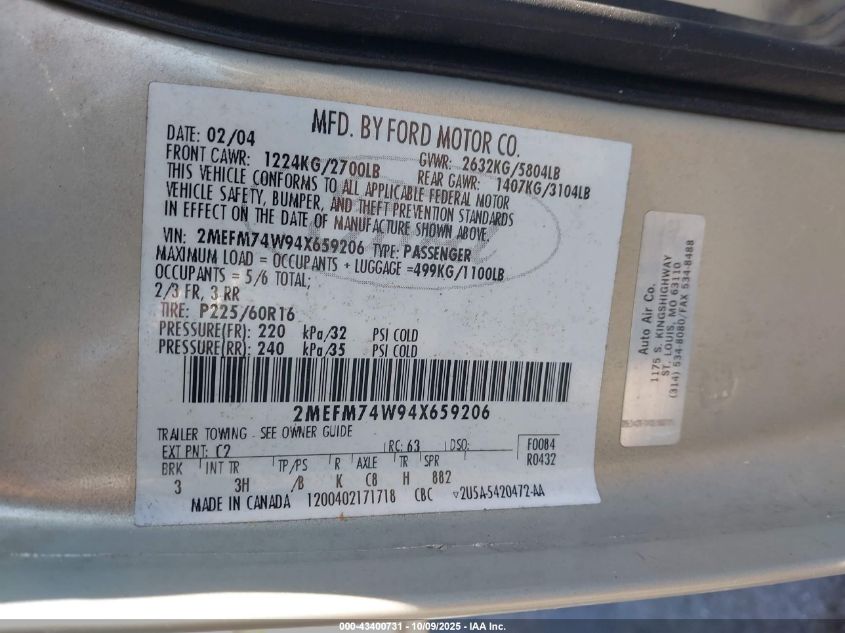 MFD. BY FORD MOTOR CO.
DATE: 02/04
GVWR: 2632KG/5804LB
FRONT GAWR: 1224KG/2700LB
REAR GAWR: 1407KG/3104LB
THIS VEHICLE CONFORMS TO ALL APPLICABLE FEDERAL MOTOR
VEHICLE SAFETY, BUMPER, AND THEFT PREVENTION STANDARDS
IN EFFECT ON THE DATE OF MANUFACTURE SHOWN ABOVE.
VIN: 2MEFM74W94X659206 TYPE: PASSENGER
MAXIMUM LOAD = OCCUPANTS + LUGGAGE =499KG/1100LB
OCCUPANTS = 5/6 TOTAL;
2/3 FR, 3 RR
TIRE: P225/60R16
PRESSURE(FR): 220 kPa/32 PSI COLD
PRESSURE(RR): 240 kPa/35 PSI COLD
2MEFM74W94X659206
TRAILER TOWING - SEE OWNER GUIDE
EXT PNT: C2 RC: 63 DSO: F0084
R0432
BRK INT TR TP/PS R AXLE TR SPR
3 3H /B K C8 H 882
MADE IN CANADA 1200402171718 CBC 2U5A-5420472-AA
Auto Air Co.
1175 S. KINGSHIGHWAY
ST. LOUIS, MO 63110
(314) 534-8080/FAX 534-8488
000-43400731 - 10/09/2025 - IAA Inc.